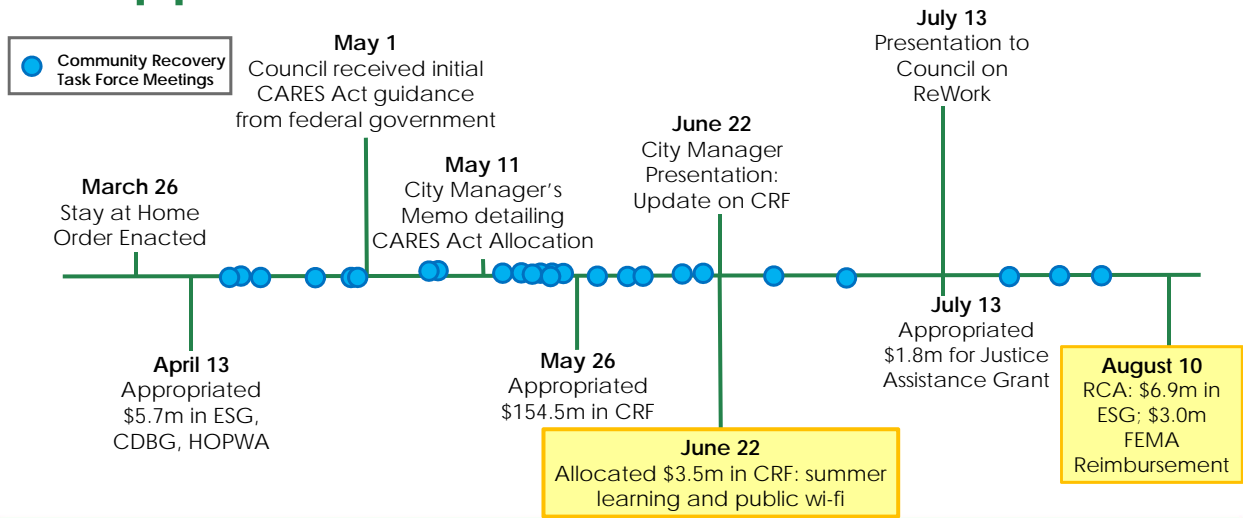 Community Recovery
Task Force Meetings
March 26
Stay at Home
Order Enacted
April 13
Appropriated
$5.7m in ESG,
CDBG, HOPWA
May 1
Council received initial
CARES Act guidance
from federal government
May 11
City Manager's
Memo detailing
CARES Act Allocation
May 26
Appropriated
$154.5m in CRF
June 22
City Manager
Presentation:
Update on CRF
June 22
Allocated $3.5m in CRF: summer
learning and public wi-fi
July 13
Presentation to
Council on
ReWork
July 13
Appropriated
$1.8m for Justice
Assistance Grant
August 10
RCA: $6.9m in
ESG; $3.0m
FEMA
Reimbursement